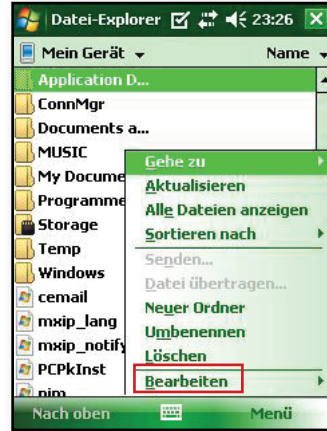 Datei-Explorer 23:26
Mein Gerät Name
Application D...
ConnMgr
Documents a...
MUSIC
My Docume
Programme
Storage
Temp
Windows
cemail
mxip_lang
mxip_notify
PCPkInst
pim
Gehe zu
Aktualisieren
Alle Dateien anzeigen
Sortieren nach
Senden...
Datei übertragen...
Neuer Ordner
Umbenennen
Löschen
Bearbeiten
Nach oben Menü